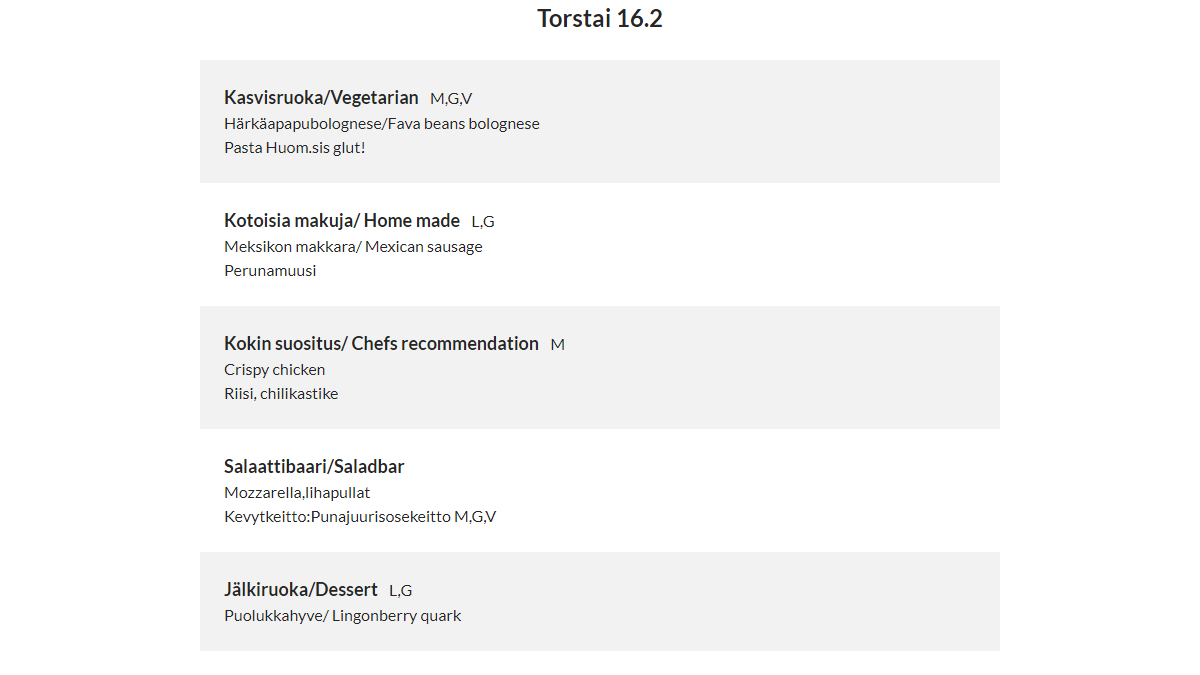 Torstai 16.2
Kasvisruoka/Vegetarian M,G,V
Härkäapapubolognese/Fava beans bolognese
Pasta Huom.sis glut!
Kotoisia makuja/ Home made L,G
Meksikon makkara/ Mexican sausage
Perunamuusi
Kokin suositus/ Chefs recommendation M
Crispy chicken
Riisi, chilikastike
Salaattibaari/Saladbar
Mozzarella,lihapullat
Kevytkeitto:Punajuurisosekeitto M,G,V
Jälkiruoka/Dessert L,G
Puolukkahyve/ Lingonberry quark